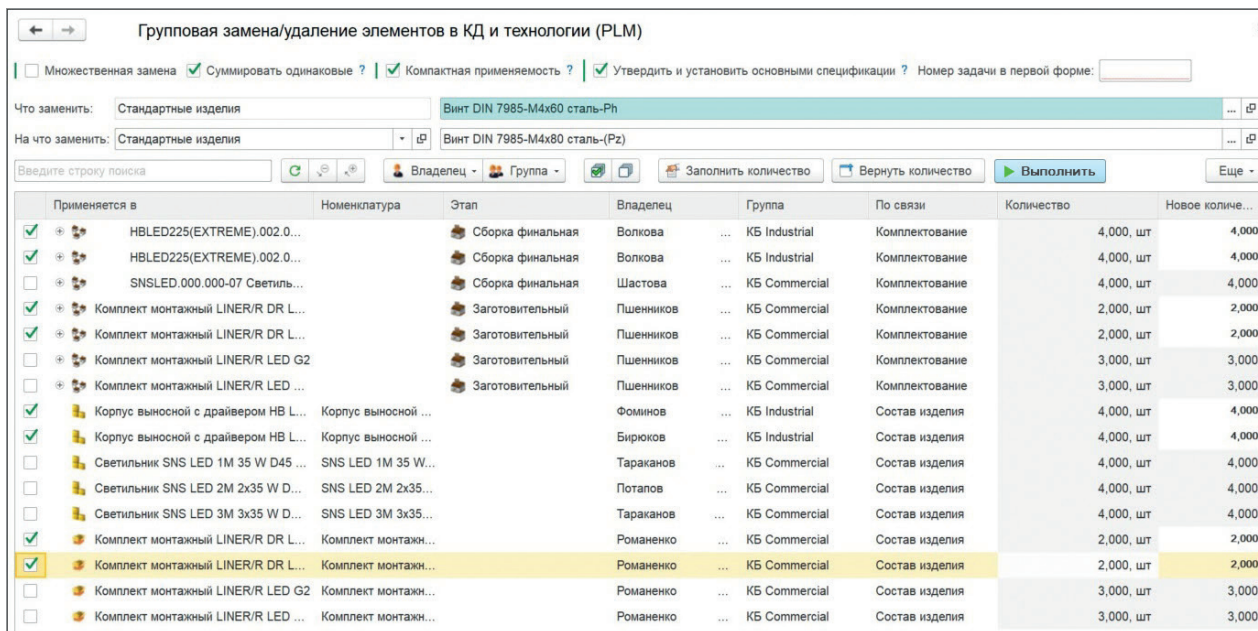 Групповая замена/удаление элементов в КД и технологии (PLM)
Множественная замена Суммировать одинаковые ? Компактная применяемость ? Утвердить и установить основными спецификации ? Номер задачи в первой форме:
Что заменить: Стандартные изделия Винт DIN 7985-M4x60 сталь-Ph ...
На что заменить: Стандартные изделия Винт DIN 7985-M4x80 сталь-(Pz) ...
Введите строку поиска Владелец Группа Заполнить количество Вернуть количество Выполнить Еще
Применяется в Номенклатура Этап Владелец Группа По связи Количество Новое количе...
HBLED225(EXTREME).002.0... Сборка финальная Волкова ... КБ Industrial Комплектование 4,000, шт 4,000
HBLED225(EXTREME).002.0... Сборка финальная Волкова ... КБ Industrial Комплектование 4,000, шт 4,000
SNSLED.000.000-07 Светиль... Сборка финальная Шастова ... КБ Commercial Комплектование 4,000, шт 4,000
Комплект монтажный LINER/R DR L... Заготовительный Пшенников ... КБ Commercial Комплектование 2,000, шт 2,000
Комплект монтажный LINER/R DR L... Заготовительный Пшенников ... КБ Commercial Комплектование 2,000, шт 2,000
Комплект монтажный LINER/R LED G2 Заготовительный Пшенников ... КБ Commercial Комплектование 3,000, шт 3,000
Комплект монтажный LINER/R LED ... Заготовительный Пшенников ... КБ Commercial Комплектование 3,000, шт 3,000
Корпус выносной с драйвером HB L... Корпус выносной ... Фоминов ... КБ Industrial Состав изделия 4,000, шт 4,000
Корпус выносной с драйвером HB L... Корпус выносной ... Бирюков ... КБ Industrial Состав изделия 4,000, шт 4,000
Светильник SNS LED 1M 35 W D45 ... SNS LED 1M 35 W... Тараканов ... КБ Commercial Состав изделия 4,000, шт 4,000
Светильник SNS LED 2M 2x35 W D... SNS LED 2M 2x35... Потапов ... КБ Commercial Состав изделия 4,000, шт 4,000
Светильник SNS LED 3M 3x35 W D... SNS LED 3M 3x35... Тараканов ... КБ Commercial Состав изделия 4,000, шт 4,000
Комплект монтажный LINER/R DR L... Комплект монтажн... Романенко ... КБ Commercial Состав изделия 2,000, шт 2,000
Комплект монтажный LINER/R DR L... Комплект монтажн... Романенко ... КБ Commercial Состав изделия 2,000, шт 2,000
Комплект монтажный LINER/R LED G2 Комплект монтажн... Романенко ... КБ Commercial Состав изделия 3,000, шт 3,000
Комплект монтажный LINER/R LED ... Комплект монтажн... Романенко ... КБ Commercial Состав изделия 3,000, шт 3,000